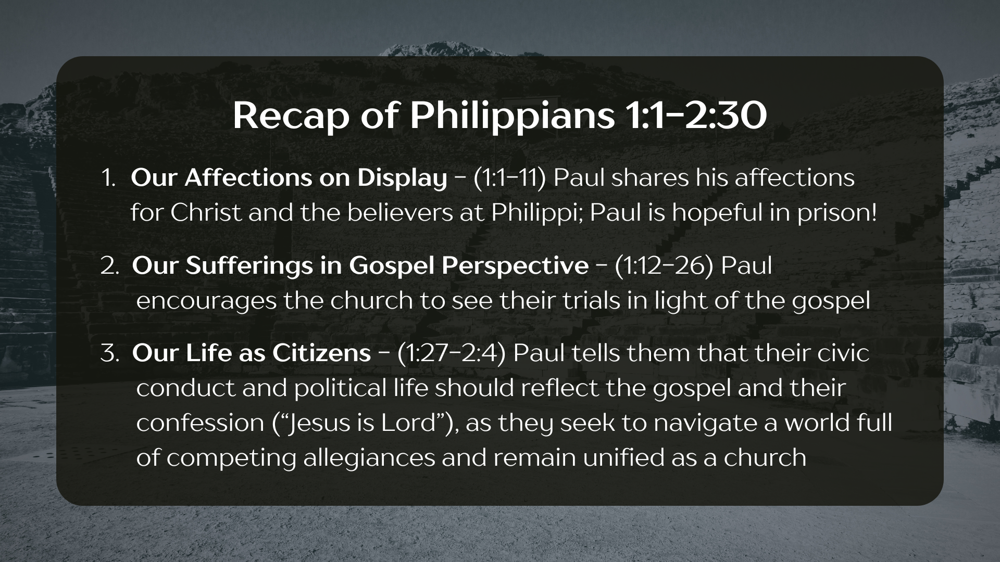 Recap of Philippians 1:1–2:30
1. Our Affections on Display – (1:1–11) Paul shares his affections
for Christ and the believers at Philippi; Paul is hopeful in prison!
2. Our Sufferings in Gospel Perspective – (1:12–26) Paul
encourages the church to see their trials in light of the gospel
3. Our Life as Citizens – (1:27–2:4) Paul tells them that their civic
conduct and political life should reflect the gospel and their
confession (“Jesus is Lord”), as they seek to navigate a world full
of competing allegiances and remain unified as a church